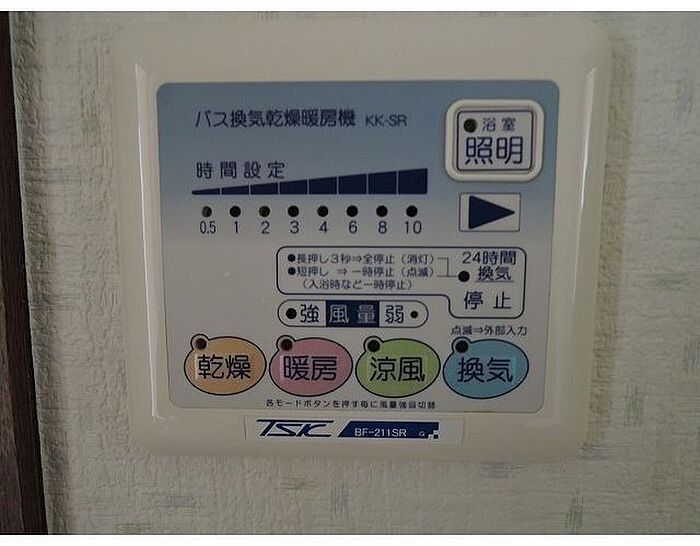 バス換気乾燥暖房機 KK-SR
浴室
照明
時間設定
0.5 1 2 3 4 6 8 10
●長押し3秒⇒全停止(消灯)
●短押し ⇒一時停止(点滅)
(入浴時など一時停止)
24時間
換気
停止
強 風量 弱
点滅⇒外部入力
乾燥 暖房 涼風 換気
各モードボタンを押す毎に風量強弱切替
TSK BF-211SR G